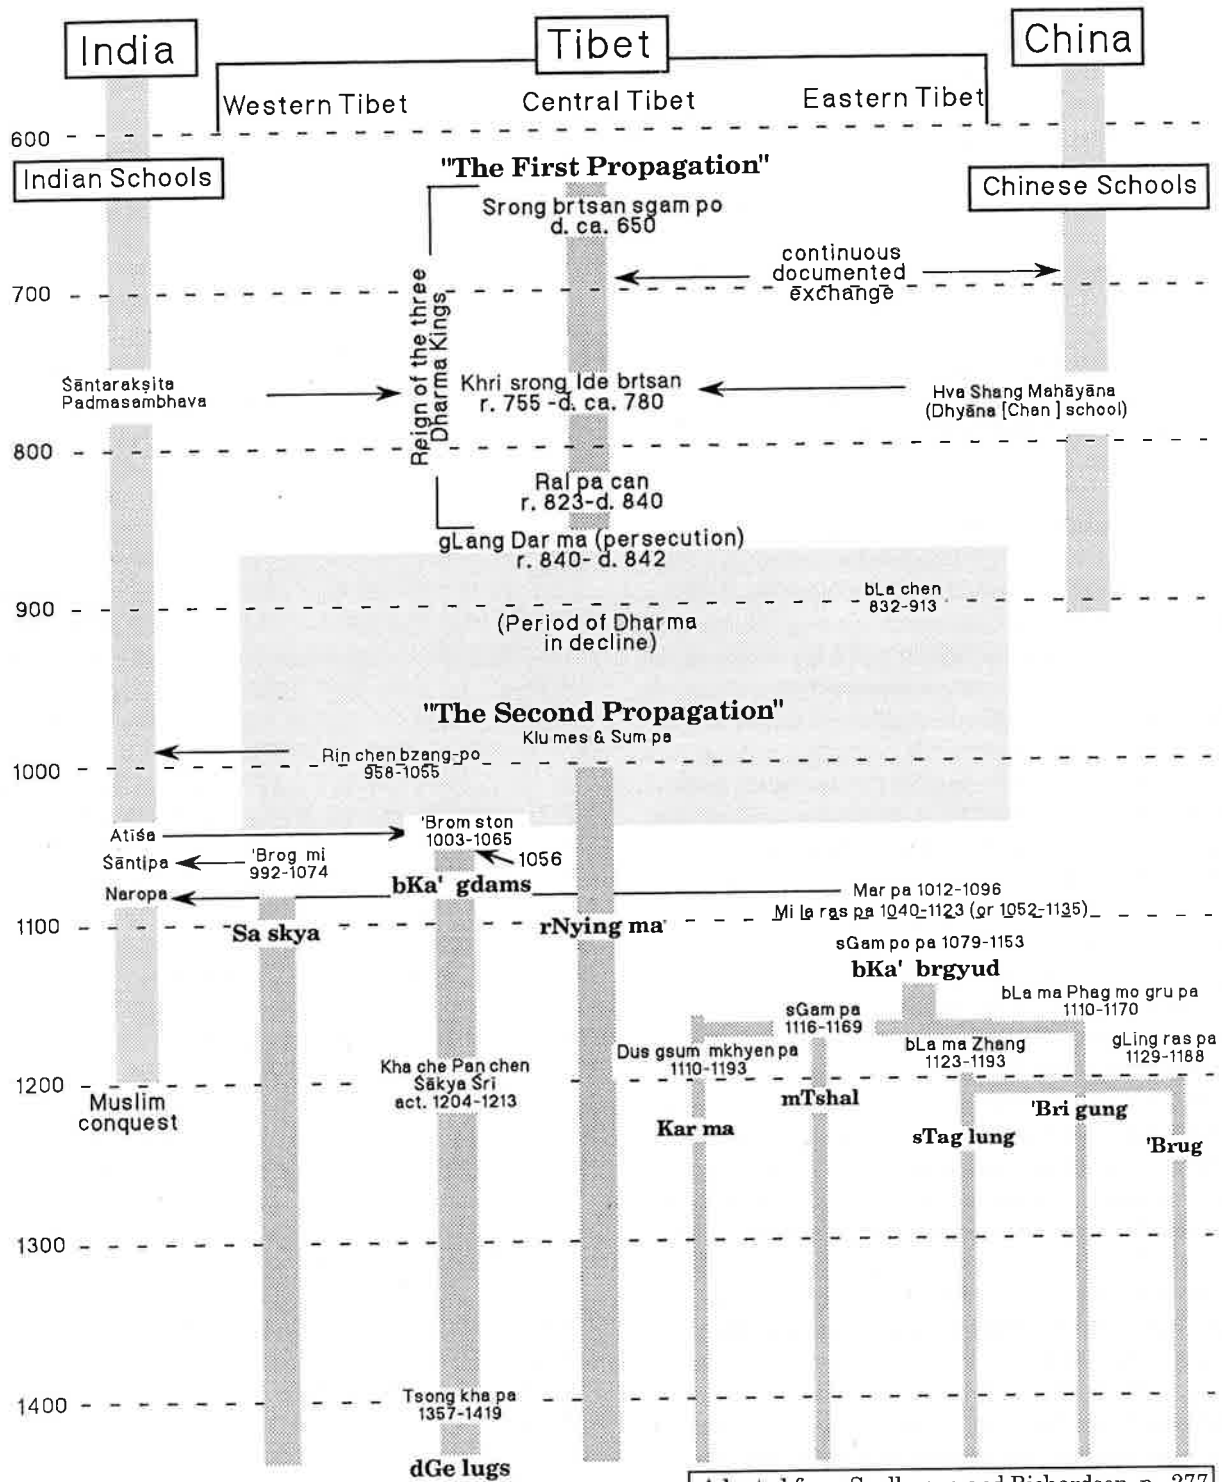 India
Tibet
China
Western Tibet
Central Tibet
Eastern Tibet
600
Indian Schools
"The First Propagation"
Chinese Schools
Srong brtsan sgam po
d. ca. 650
continuous
documented
exchange
700
Reign of the three
Dharma Kings
Śāntarakṣita
Padmasambhava
Khri srong lde brtsan
r. 755 -d. ca. 780
Hva Shang Mahāyāna
(Dhyāna [Chan ] school)
800
Ral pa can
r. 823-d. 840
gLang Dar ma (persecution)
r. 840- d. 842
bLa chen
832-913
900
(Period of Dharma
in decline)
"The Second Propagation"
Klu mes & Sum pa
Rin chen bzang-po
958-1055
1000
Atīśa
'Brom ston
1003-1065
Śāntipa
'Brog mi
992-1074
1056
bKa' gdams
Naropa
Mar pa 1012-1096
Mi la ras pa 1040-1123 (or 1052-1135)
1100
Sa skya
rNying ma
sGam po pa 1079-1153
bKa' brgyud
bLa ma Phag mo gru pa
1110-1170
sGam pa
1116-1169
Dus gsum mkhyen pa
1110-1193
bLa ma Zhang
1123-1193
gLing ras pa
1129-1188
Kha che Pan chen
Śākya Śri
act. 1204-1213
1200
Muslim
conquest
mTshal
'Bri gung
Kar ma
sTag lung
'Brug
1300
1400
Tsong kha pa
1357-1419
dGe lugs